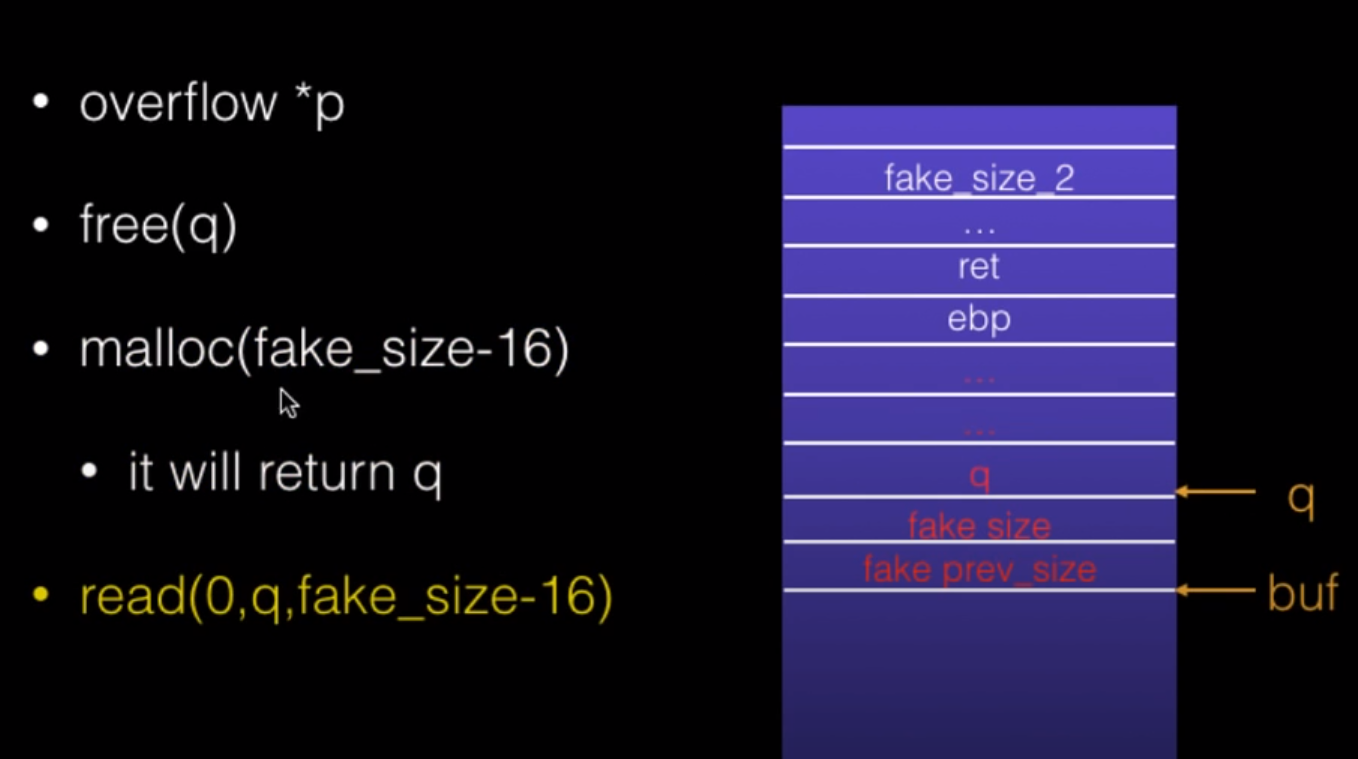 • overflow *p
• free(q)
• malloc(fake_size-16)
• it will return q
• read(0,q,fake_size-16)
fake_size_2
...
ret
ebp
...
...
q
fake size
fake prev_size
q
buf